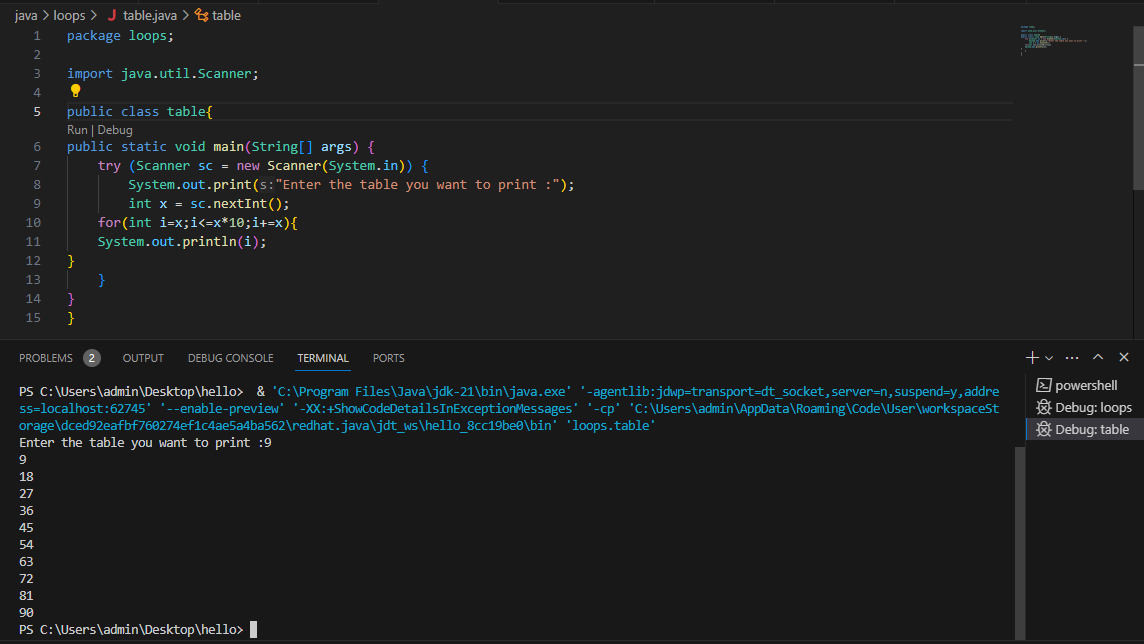 java > loops > J table.java > table
1 package loops;
2
3 import java.util.Scanner;
4
5 public class table{
Run | Debug
6 public static void main(String[] args) {
7 try (Scanner sc = new Scanner(System.in)) {
8 System.out.print(s:"Enter the table you want to print :");
9 int x = sc.nextInt();
10 for(int i=x;i<=x*10;i+=x){
11 System.out.println(i);
12 }
13 }
14 }
15 }
PROBLEMS 2 OUTPUT DEBUG CONSOLE TERMINAL PORTS
PS C:\Users\admin\Desktop\hello> & 'C:\Program Files\Java\jdk-21\bin\java.exe' '-agentlib:jdwp=transport=dt_socket,server=n,suspend=y,addre
ss=localhost:62745' '--enable-preview' '-XX:+ShowCodeDetailsInExceptionMessages' '-cp' 'C:\Users\admin\AppData\Roaming\Code\User\workspaceSt
orage\dced92eafbf760274ef1c4ae5a4ba562\redhat.java\jdt_ws\hello_8cc19be0\bin' 'loops.table'
Enter the table you want to print :9
9
18
27
36
45
54
63
72
81
90
PS C:\Users\admin\Desktop\hello>
powershell
Debug: loops
Debug: table